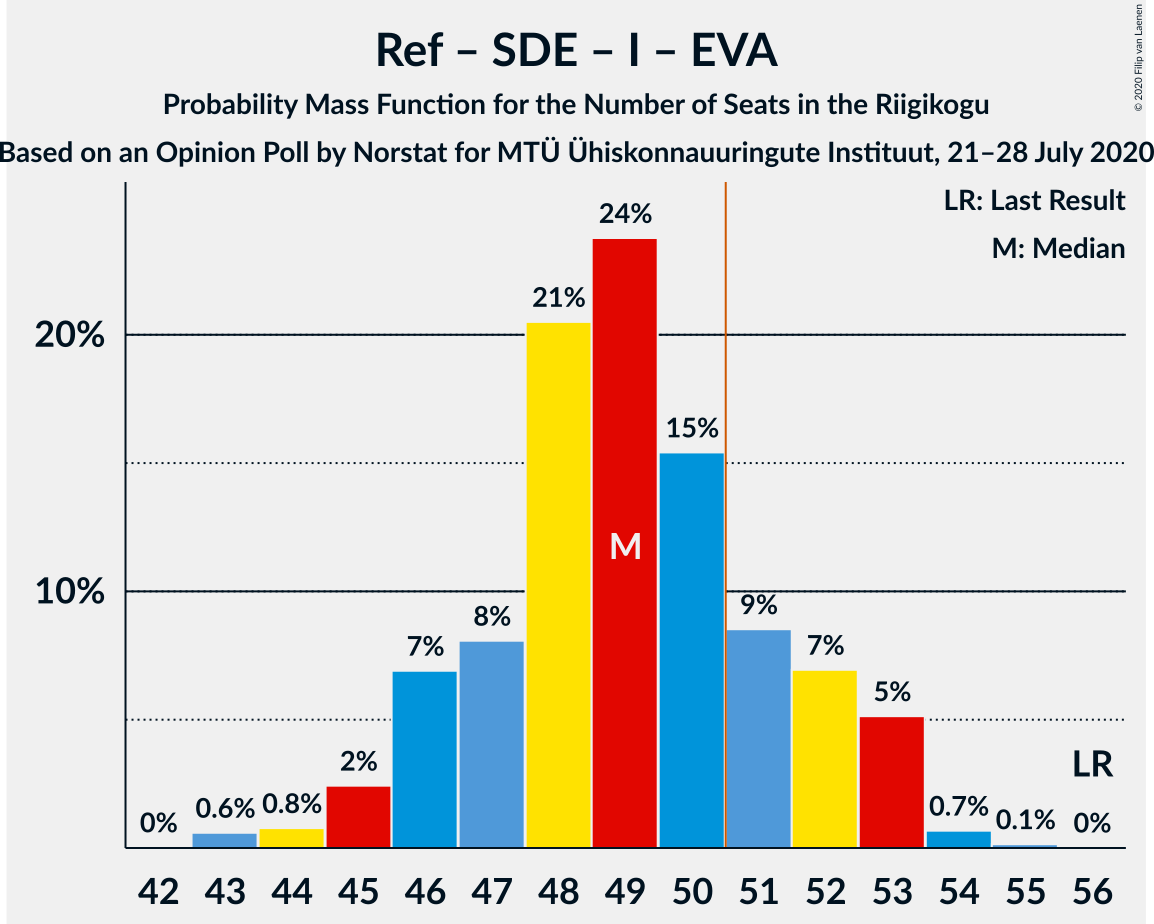 Ref – SDE – I – EVA
Probability Mass Function for the Number of Seats in the Riigikogu
Based on an Opinion Poll by Norstat for MTÜ Ühiskonnauuringute Instituut, 21–28 July 2020
© 2020 Filip van Laenen
LR: Last Result
M: Median
20%
10%
0%
0.6%
0.8%
2%
7%
8%
21%
24%
M
15%
9%
7%
5%
0.7%
0.1%
LR
0%
42 43 44 45 46 47 48 49 50 51 52 53 54 55 56